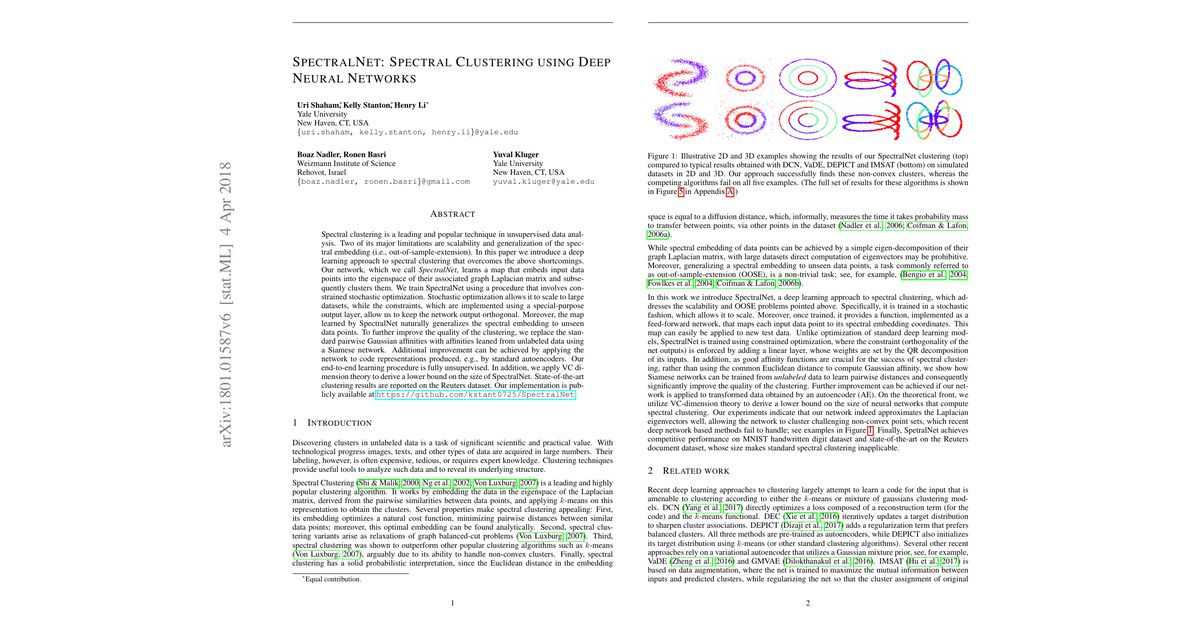 arXiv:1801.01587v6 [stat.ML] 4 Apr 2018
SPECTRALNET: SPECTRAL CLUSTERING USING DEEP
NEURAL NETWORKS
Uri Shaham*, Kelly Stanton*, Henry Li*
Yale University
New Haven, CT, USA
{uri.shaham, kelly.stanton, henry.li}@yale.edu
Boaz Nadler, Ronen Basri
Weizmann Institute of Science
Rehovot, Israel
{boaz.nadler, ronen.basri}@gmail.com
Yuval Kluger
Yale University
New Haven, CT, USA
yuval.kluger@yale.edu
ABSTRACT
Spectral clustering is a leading and popular technique in unsupervised data anal-
ysis. Two of its major limitations are scalability and generalization of the spec-
tral embedding (i.e., out-of-sample-extension). In this paper we introduce a deep
learning approach to spectral clustering that overcomes the above shortcomings.
Our network, which we call SpectralNet, learns a map that embeds input data
points into the eigenspace of their associated graph Laplacian matrix and subse-
quently clusters them. We train SpectralNet using a procedure that involves con-
strained stochastic optimization. Stochastic optimization allows it to scale to large
datasets, while the constraints, which are implemented using a special-purpose
output layer, allow us to keep the network output orthogonal. Moreover, the map
learned by SpectralNet naturally generalizes the spectral embedding to unseen
data points. To further improve the quality of the clustering, we replace the stan-
dard pairwise Gaussian affinities with affinities leaned from unlabeled data using
a Siamese network. Additional improvement can be achieved by applying the
network to code representations produced, e.g., by standard autoencoders. Our
end-to-end learning procedure is fully unsupervised. In addition, we apply VC
dimension theory to derive a lower bound on the size of SpectralNet. State-of-the-art
clustering results are reported on the Reuters dataset. Our implementation is pub-
licly available at https://github.com/kstant0725/SpectralNet.
1 INTRODUCTION
Discovering clusters in unlabeled data is a task of significant scientific and practical value. With
technological progress images, texts, and other types of data are acquired in large numbers. Their
labeling, however, is often expensive, tedious, or requires expert knowledge. Clustering techniques
provide useful tools to analyze such data and to reveal its underlying structure.
Spectral Clustering (Shi & Malik, 2000; Ng et al., 2002; Von Luxburg, 2007) is a leading and highly
popular clustering algorithm. It works by embedding the data in the eigenspace of the Laplacian
matrix, derived from the pairwise similarities between data points, and applying k-means on this
representation to obtain the clusters. Several properties make spectral clustering appealing: First,
its embedding optimizes a natural cost function, minimizing pairwise distances between similar
data points; moreover, this optimal embedding can be found analytically. Second, spectral clus-
tering variants arise as relaxations of graph balanced-cut problems (Von Luxburg, 2007). Third,
spectral clustering was shown to outperform other popular clustering algorithms such as k-means
(Von Luxburg, 2007), arguably due to its ability to handle non-convex clusters. Finally, spectral
clustering has a solid probabilistic interpretation, since the Euclidean distance in the embedding
*Equal contribution.
1
Figure 1: Illustrative 2D and 3D examples showing the results of our SpectralNet clustering (top)
compared to typical results obtained with DCN, VaDE, DEPICT and IMSAT (bottom) on simulated
datasets in 2D and 3D. Our approach successfully finds these non-convex clusters, whereas the
competing algorithms fail on all five examples. (The full set of results for these algorithms is shown
in Figure 5 in Appendix A.)
space is equal to a diffusion distance, which, informally, measures the time it takes probability mass
to transfer between points, via other points in the dataset (Nadler et al., 2006; Coifman & Lafon,
2006a).
While spectral embedding of data points can be achieved by a simple eigen-decomposition of their
graph Laplacian matrix, with large datasets direct computation of eigenvectors may be prohibitive.
Moreover, generalizing a spectral embedding to unseen data points, a task commonly referred to
as out-of-sample-extension (OOSE), is a non-trivial task; see, for example, (Bengio et al., 2004;
Fowlkes et al., 2004; Coifman & Lafon, 2006b).
In this work we introduce SpectralNet, a deep learning approach to spectral clustering, which ad-
dresses the scalability and OOSE problems pointed above. Specifically, it is trained in a stochastic
fashion, which allows it to scale. Moreover, once trained, it provides a function, implemented as a
feed-forward network, that maps each input data point to its spectral embedding coordinates. This
map can easily be applied to new test data. Unlike optimization of standard deep learning mod-
els, SpectralNet is trained using constrained optimization, where the constraint (orthogonality of
the net outputs) is enforced by adding a linear layer, whose weights are set by the QR decomposition
of its inputs. In addition, as good affinity functions are crucial for the success of spectral cluster-
ing, rather than using the common Euclidean distance to compute Gaussian affinity, we show how
Siamese networks can be trained from unlabeled data to learn pairwise distances and consequently
significantly improve the quality of the clustering. Further improvement can be achieved if our net-
work is applied to transformed data obtained by an autoencoder (AE). On the theoretical front, we
utilize VC-dimension theory to derive a lower bound on the size of neural networks that compute
spectral clustering. Our experiments indicate that our network indeed approximates the Laplacian
eigenvectors well, allowing the network to cluster challenging non-convex point sets, which recent
deep network based methods fail to handle; see examples in Figure 1. Finally, SpectralNet achieves
competitive performance on MNIST handwritten digit dataset and state-of-the-art on the Reuters
document dataset, whose size makes standard spectral clustering inapplicable.
2 RELATED WORK
Recent deep learning approaches to clustering largely attempt to learn a code for the input that is
amenable to clustering according to either the k-means or mixture of gaussians clustering mod-
els. DCN (Yang et al., 2017) directly optimizes a loss composed of a reconstruction term (for the
code) and the k-means functional. DEC (Xie et al., 2016) iteratively updates a target distribution
to sharpen cluster associations. DEPICT (Dizaji et al., 2017) adds a regularization term that prefers
balanced clusters. All three methods are pre-trained as autoencoders, while DEPICT also initializes
its target distribution using k-means (or other standard clustering algorithms). Several other recent
approaches rely on a variational autoencoder that utilizes a Gaussian mixture prior, see, for example,
VaDE (Zheng et al., 2016) and GMVAE (Dilokthanakul et al., 2016). IMSAT (Hu et al., 2017) is
based on data augmentation, where the net is trained to maximize the mutual information between
inputs and predicted clusters, while regularizing the net so that the cluster assignment of original
2